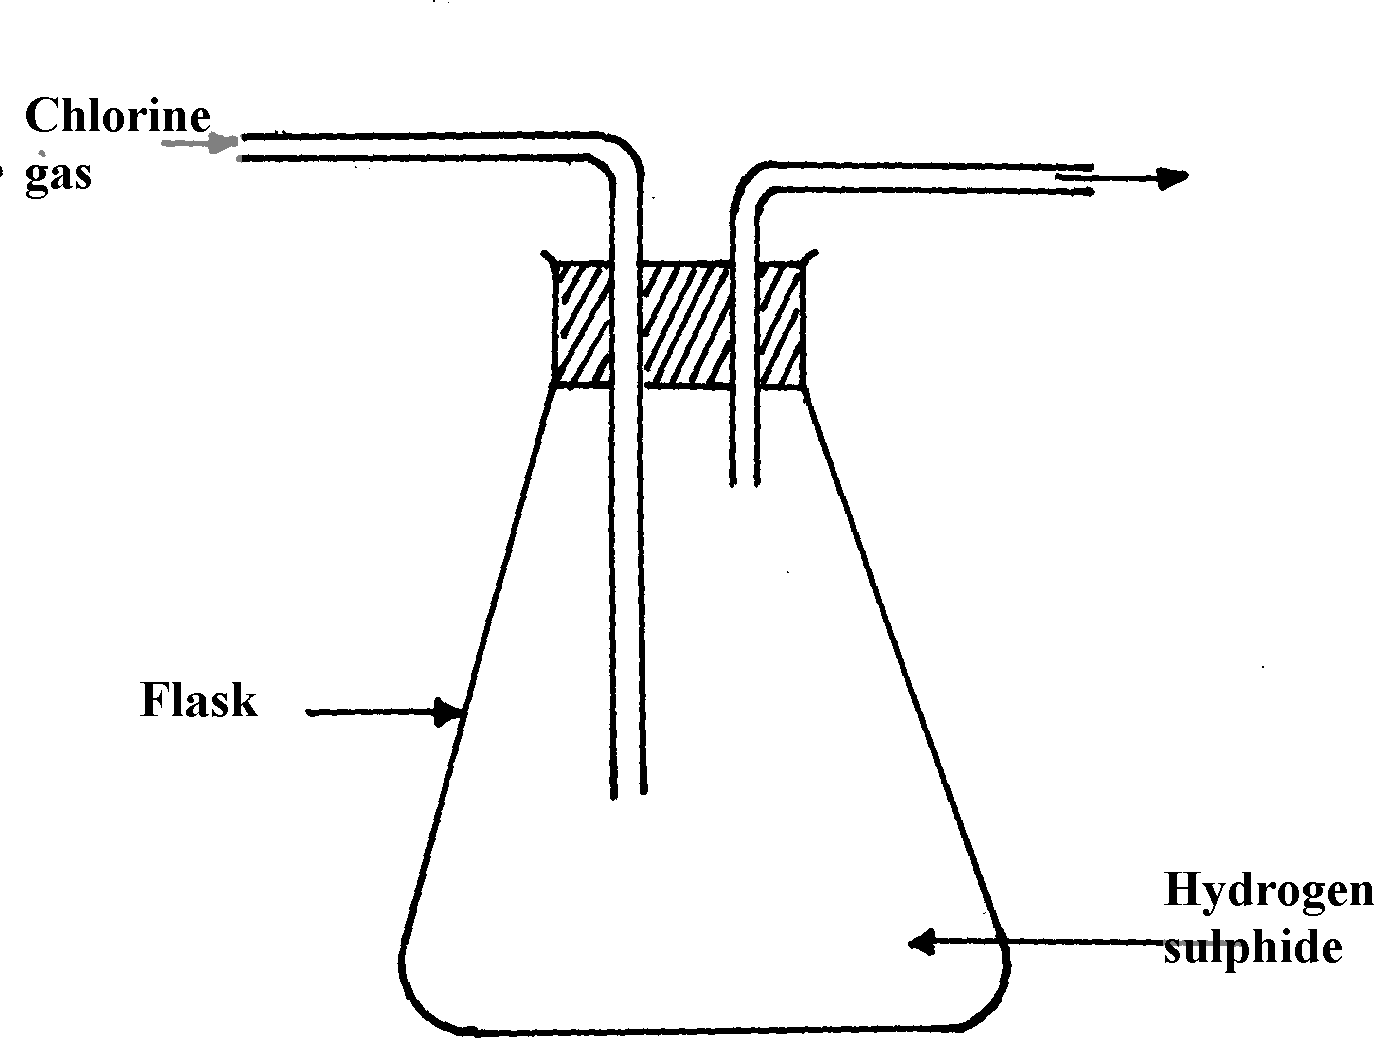 Chlorine
gas
Flask
Hydrogen
sulphide